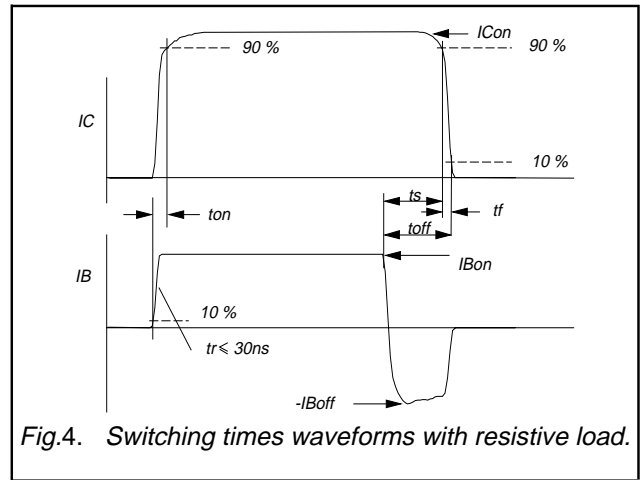 ICon
90 %
90 %
IC
10 %
ton
ts
tf
toff
IB
IBon
10 %
tr ⩽ 30ns
-IBoff
Fig.4. Switching times waveforms with resistive load.